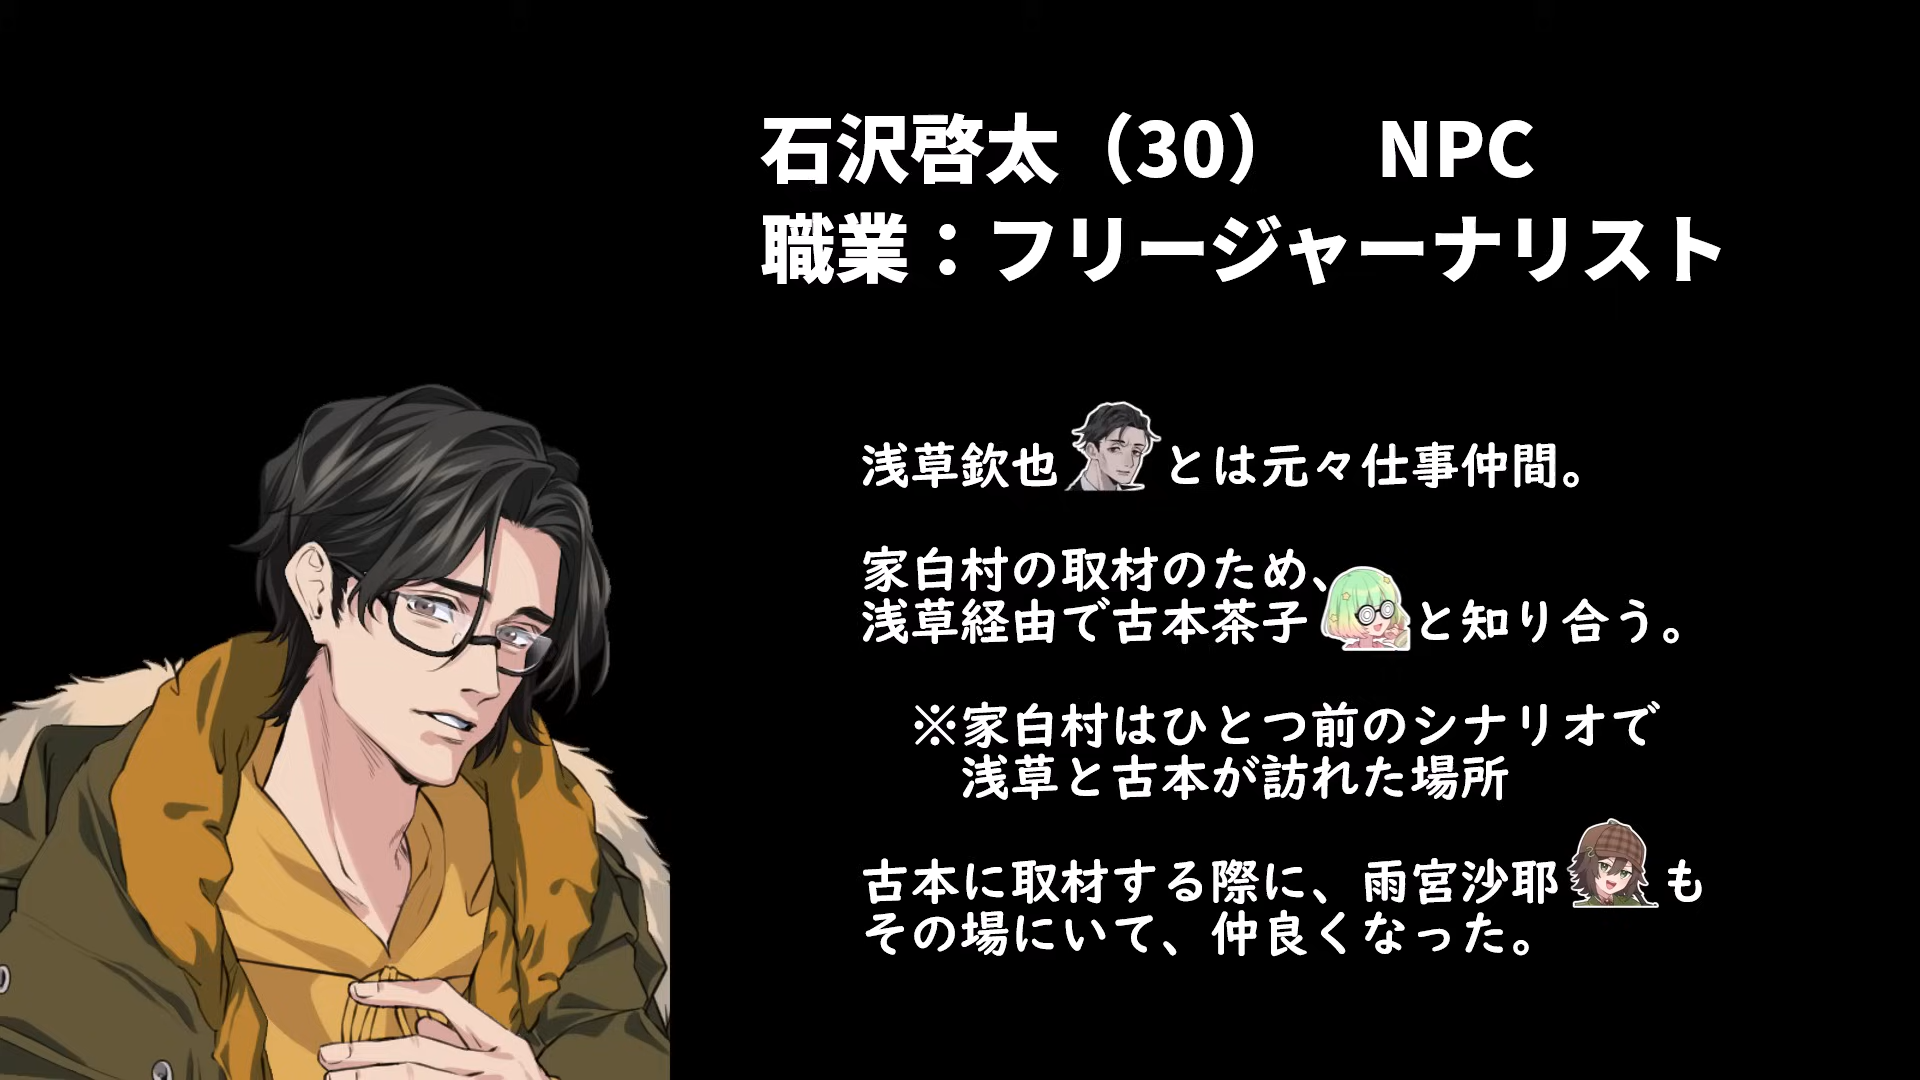 石沢啓太（30）　NPC
職業：フリージャーナリスト
浅草欽也とは元々仕事仲間。
家白村の取材のため、
浅草経由で古本茶子と知り合う。
※家白村はひとつ前のシナリオで
浅草と古本が訪れた場所
古本に取材する際に、雨宮沙耶も
その場にいて、仲良くなった。